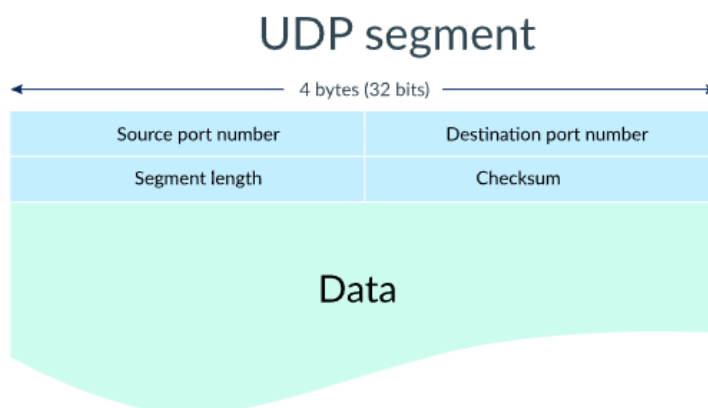 UDP segment
4 bytes (32 bits)
Source port number Destination port number
Segment length Checksum
Data